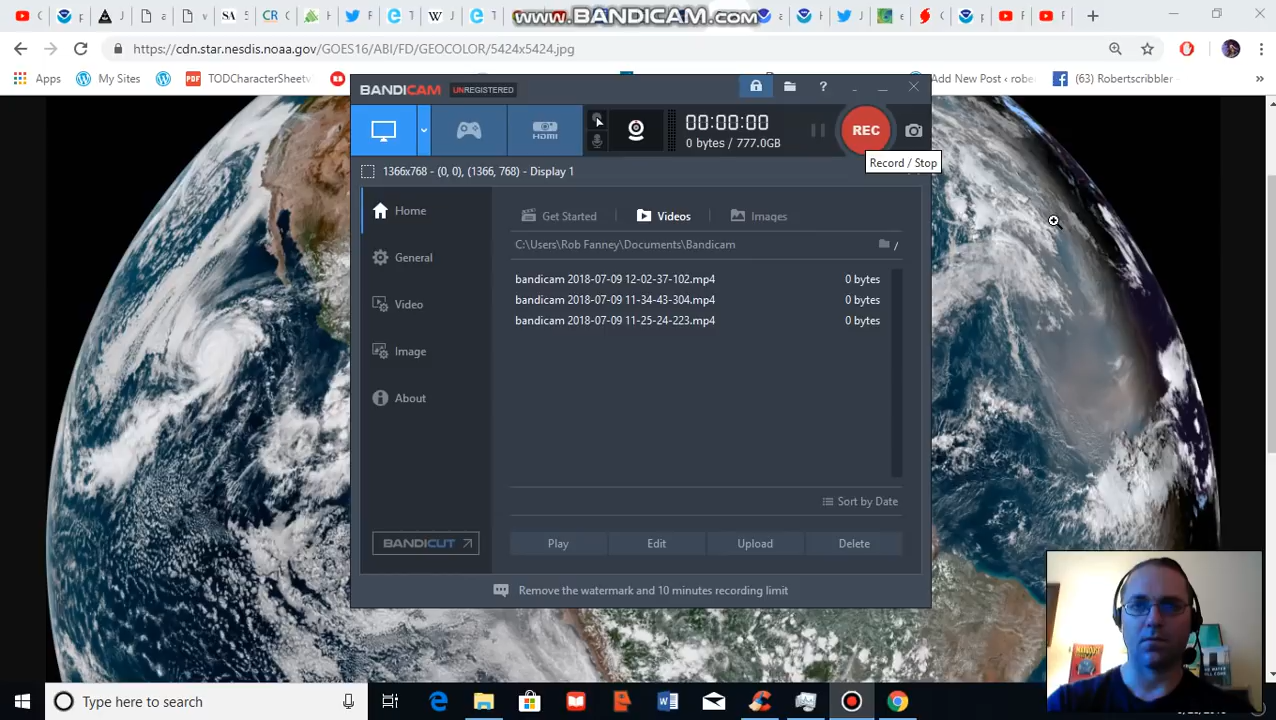 www.BANDICAM.com
https://cdn.star.nesdis.noaa.gov/GOES16/ABI/FD/GEOCOLOR/5424x5424.jpg
Apps My Sites TODCharacterSheet Add New Post ‹ robe (63) Robertscribbler
BANDICAM UNREGISTERED
00:00:00
REC
0 bytes / 777.0GB
Record / Stop
1366x768 - (0, 0), (1366, 768) - Display 1
Home
Get Started
Videos
Images
C:\Users\Rob Fanney\Documents\Bandicam
General
bandicam 2018-07-09 12-02-37-102.mp4 0 bytes
bandicam 2018-07-09 11-34-43-304.mp4 0 bytes
Video
bandicam 2018-07-09 11-25-24-223.mp4 0 bytes
Image
About
Sort by Date
BANDICUT
Play
Edit
Upload
Delete
Remove the watermark and 10 minutes recording limit
Type here to search